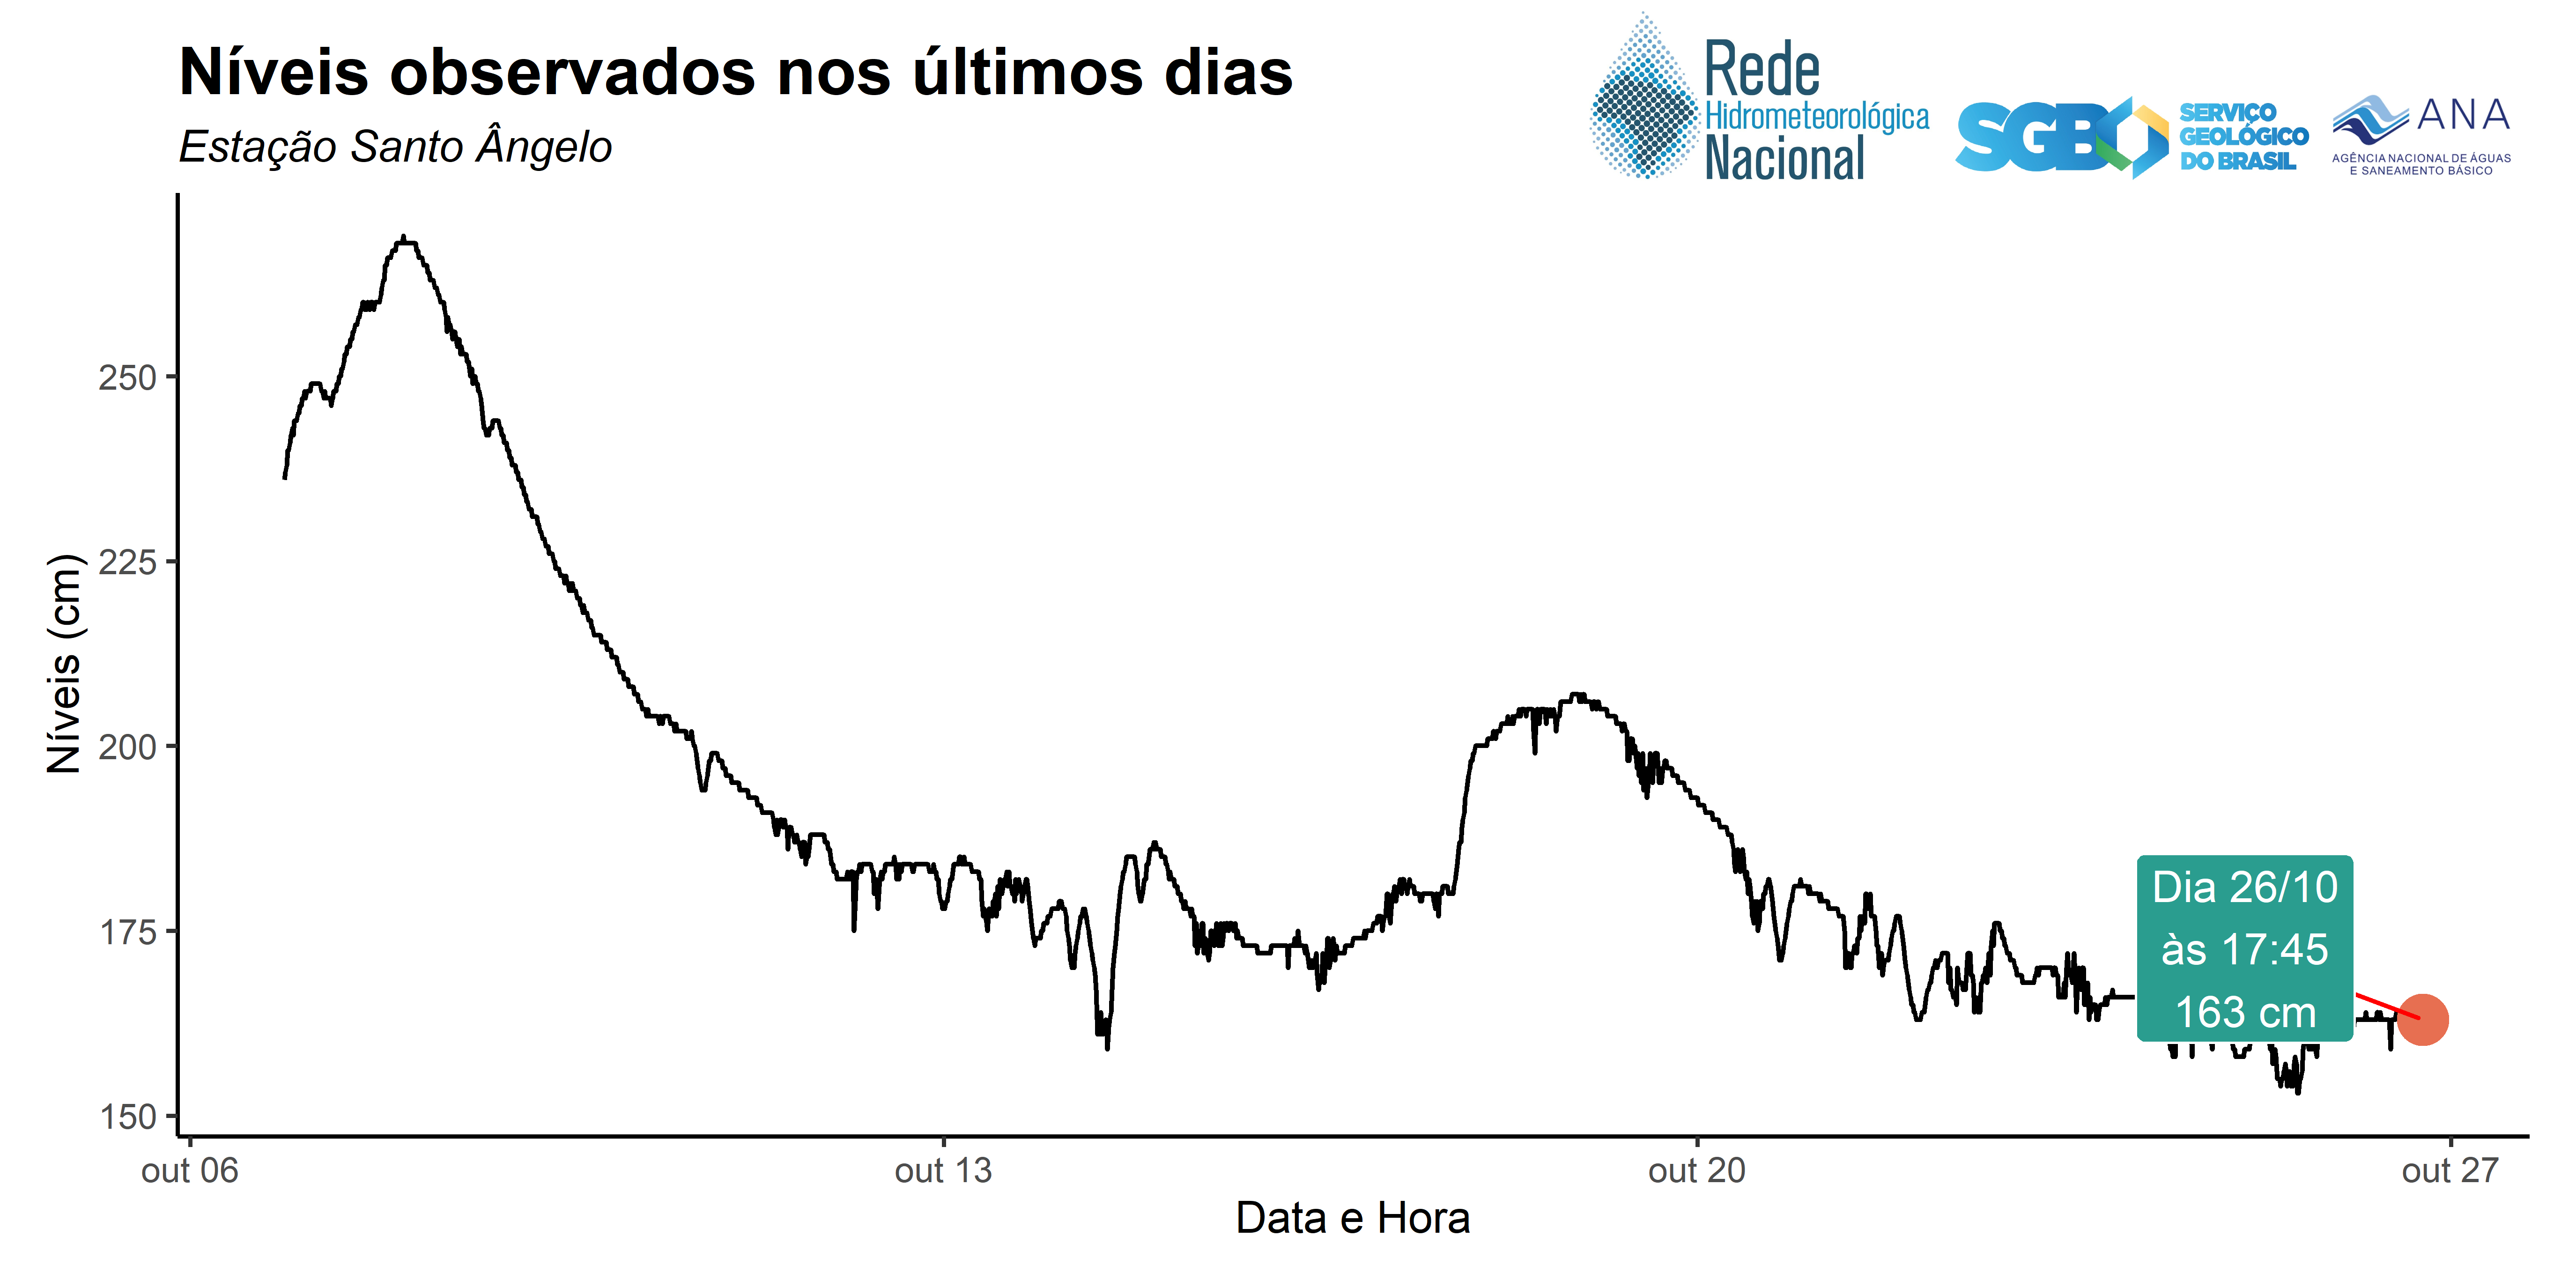 Níveis observados nos últimos dias
Estação Santo Ângelo
Rede
Hidrometeorológica
Nacional
SGB
SERVIÇO
GEOLÓGICO
DO BRASIL
ANA
AGÊNCIA NACIONAL DE ÁGUAS
E SANEAMENTO BÁSICO
Níveis (cm)
250
225
200
175
150
Dia 26/10
às 17:45
163 cm
out 06
out 13
out 20
out 27
Data e Hora